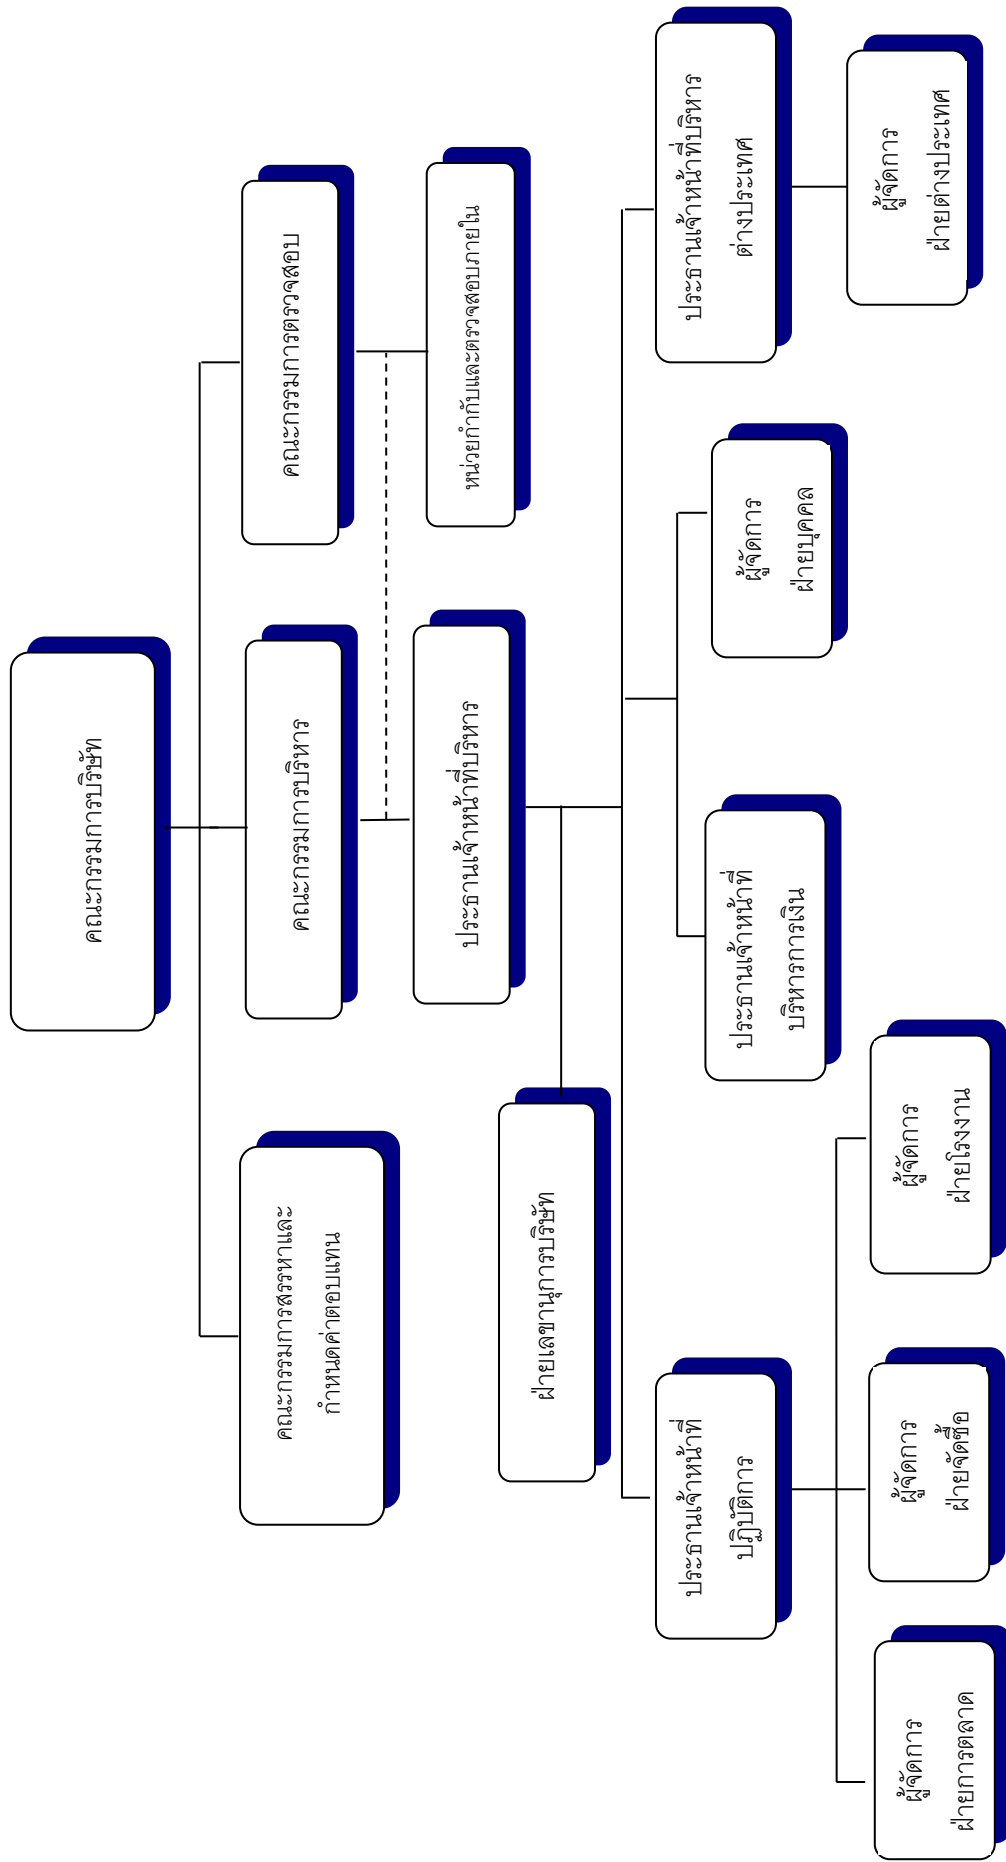 คณะกรรมการบริษัท
คณะกรรมการสรรหาและ
กำหนดค่าตอบแทน
คณะกรรมการบริหาร
คณะกรรมการตรวจสอบ
ประธานเจ้าหน้าที่บริหาร
หน่วยกำกับและตรวจสอบภายใน
ฝ่ายเลขานุการบริษัท
ประธานเจ้าหน้าที่
ปฏิบัติการ
ประธานเจ้าหน้าที่
บริหารการเงิน
ผู้จัดการ
ฝ่ายบุคคล
ประธานเจ้าหน้าที่บริหาร
ต่างประเทศ
ผู้จัดการ
ฝ่ายการตลาด
ผู้จัดการ
ฝ่ายจัดซื้อ
ผู้จัดการ
ฝ่ายโรงงาน
ผู้จัดการ
ฝ่ายต่างประเทศ